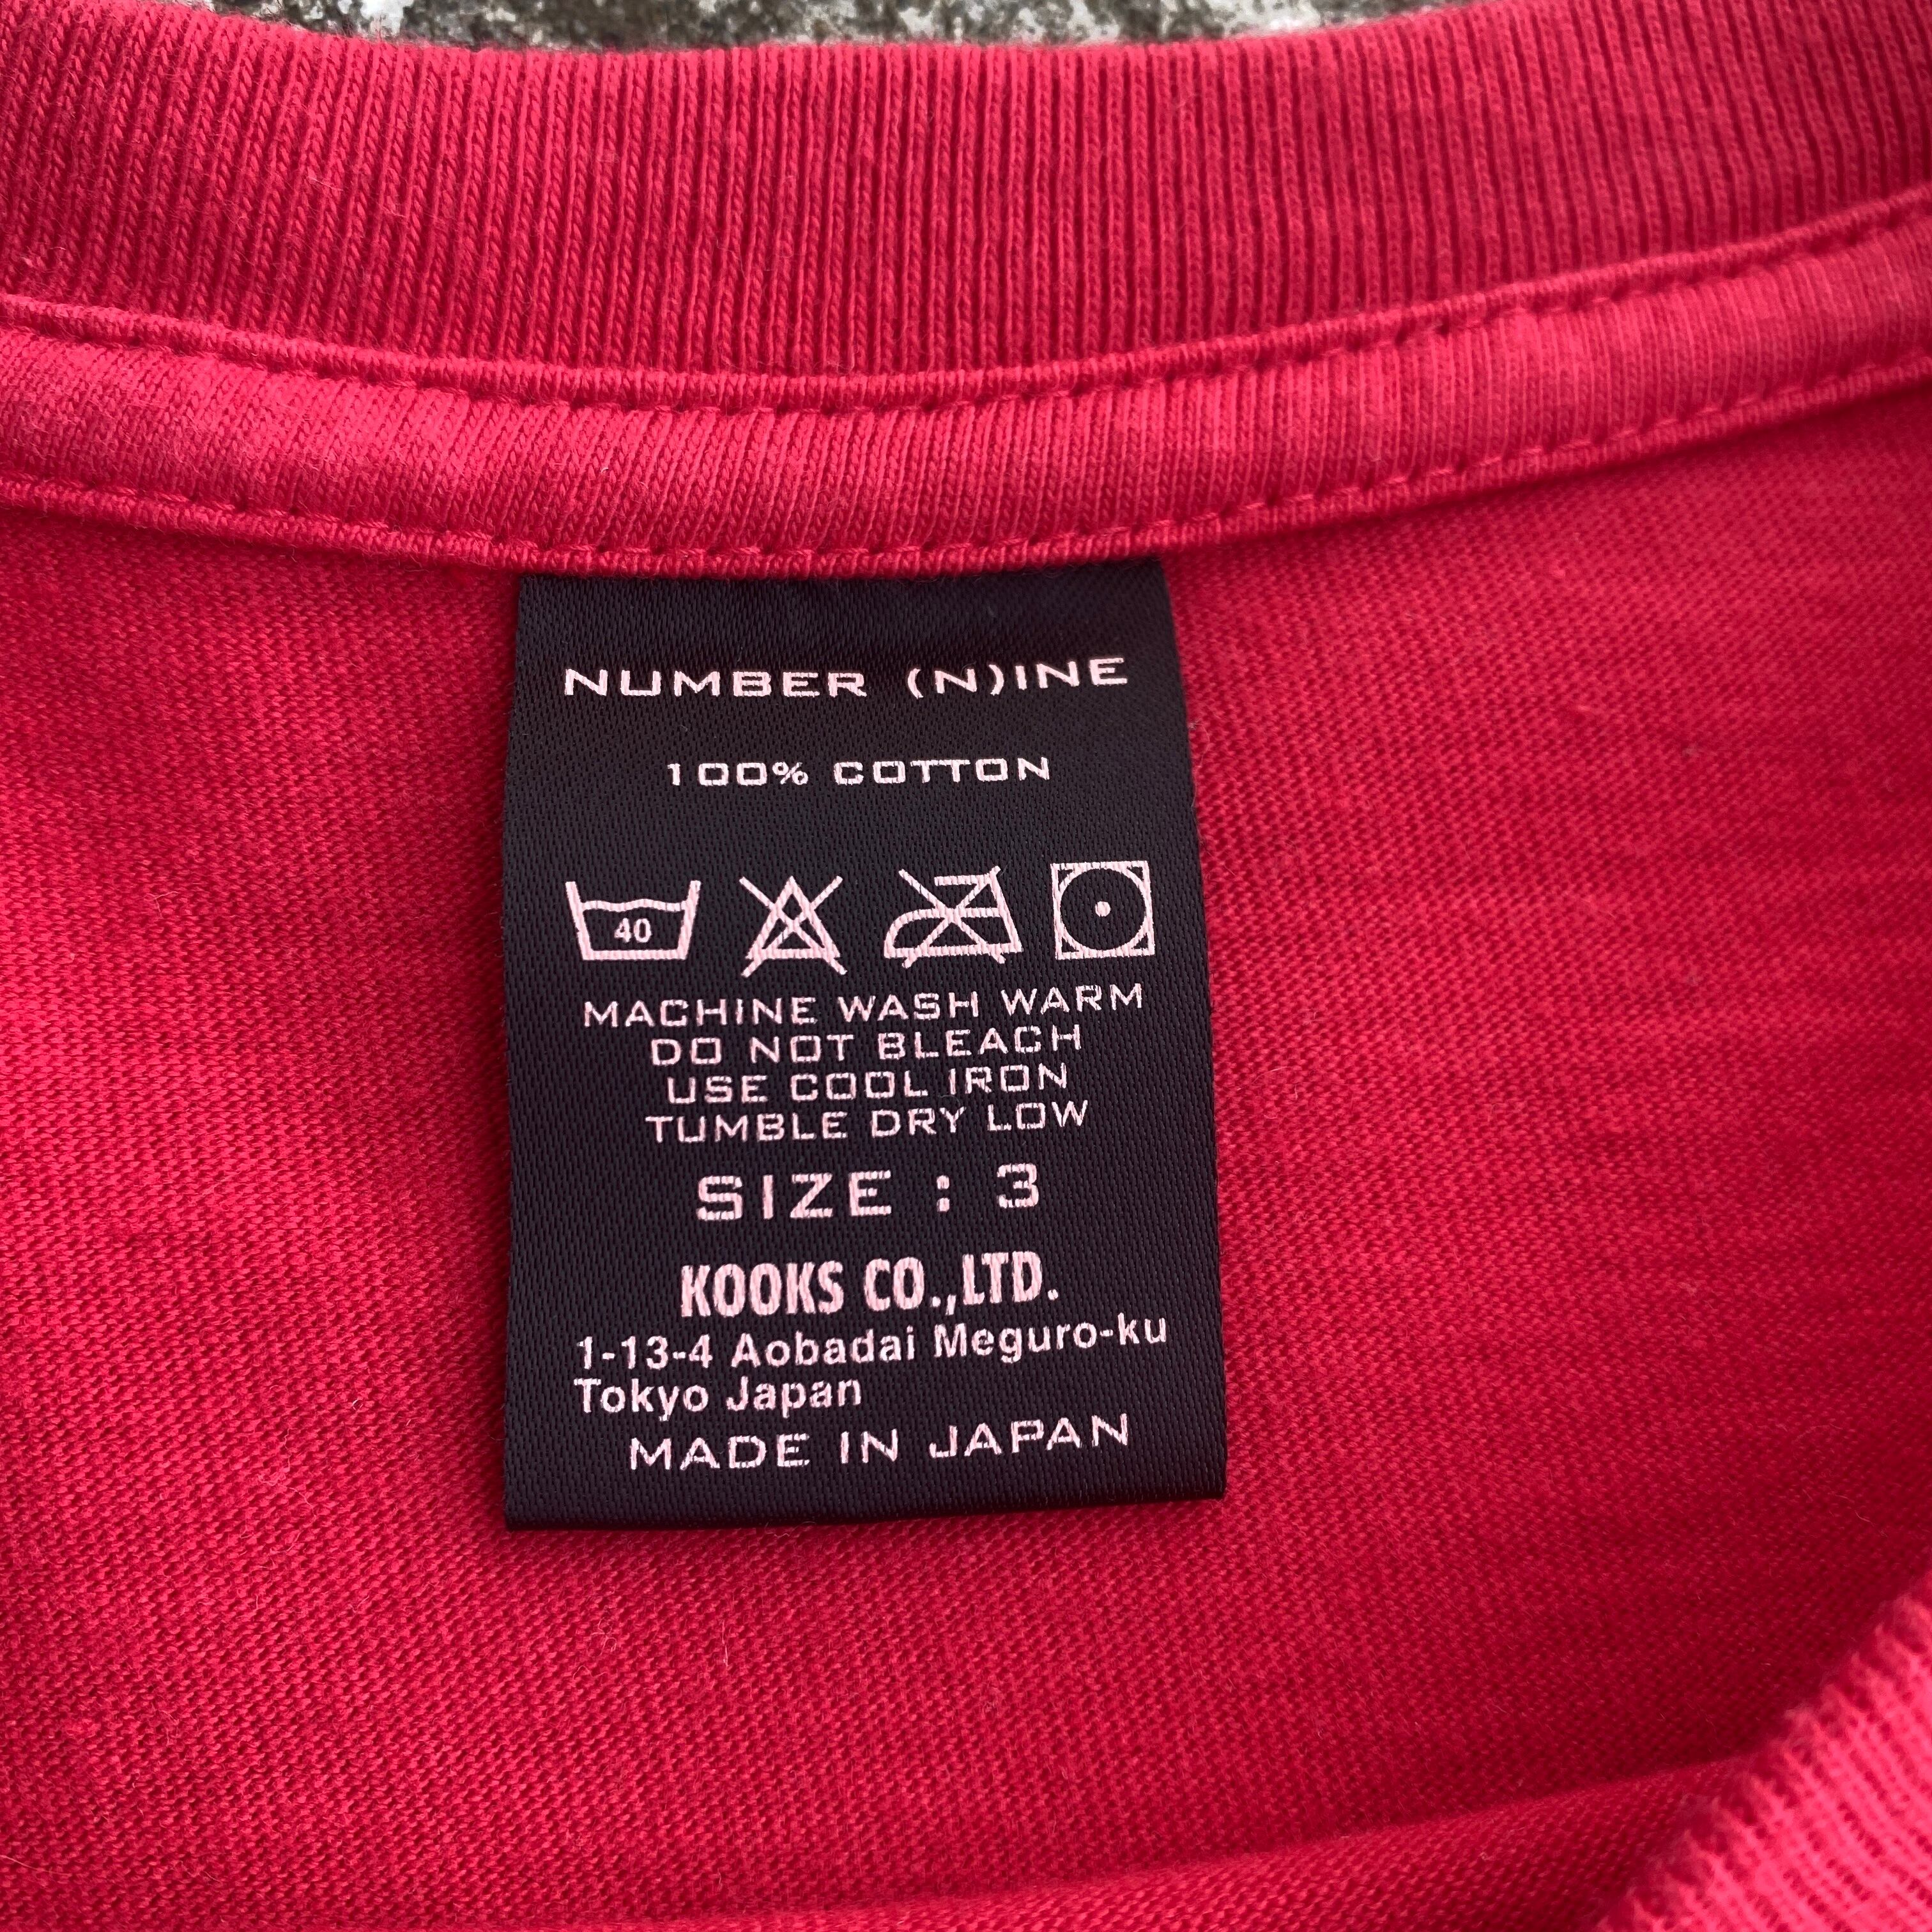 NUMBER (N)INE
100% COTTON
40
MACHINE WASH WARM
DO NOT BLEACH
USE COOL IRON
TUMBLE DRY LOW
SIZE : 3
KOOKS CO.,LTD.
1-13-4 Aobadai Meguro-ku
Tokyo Japan
MADE IN JAPAN